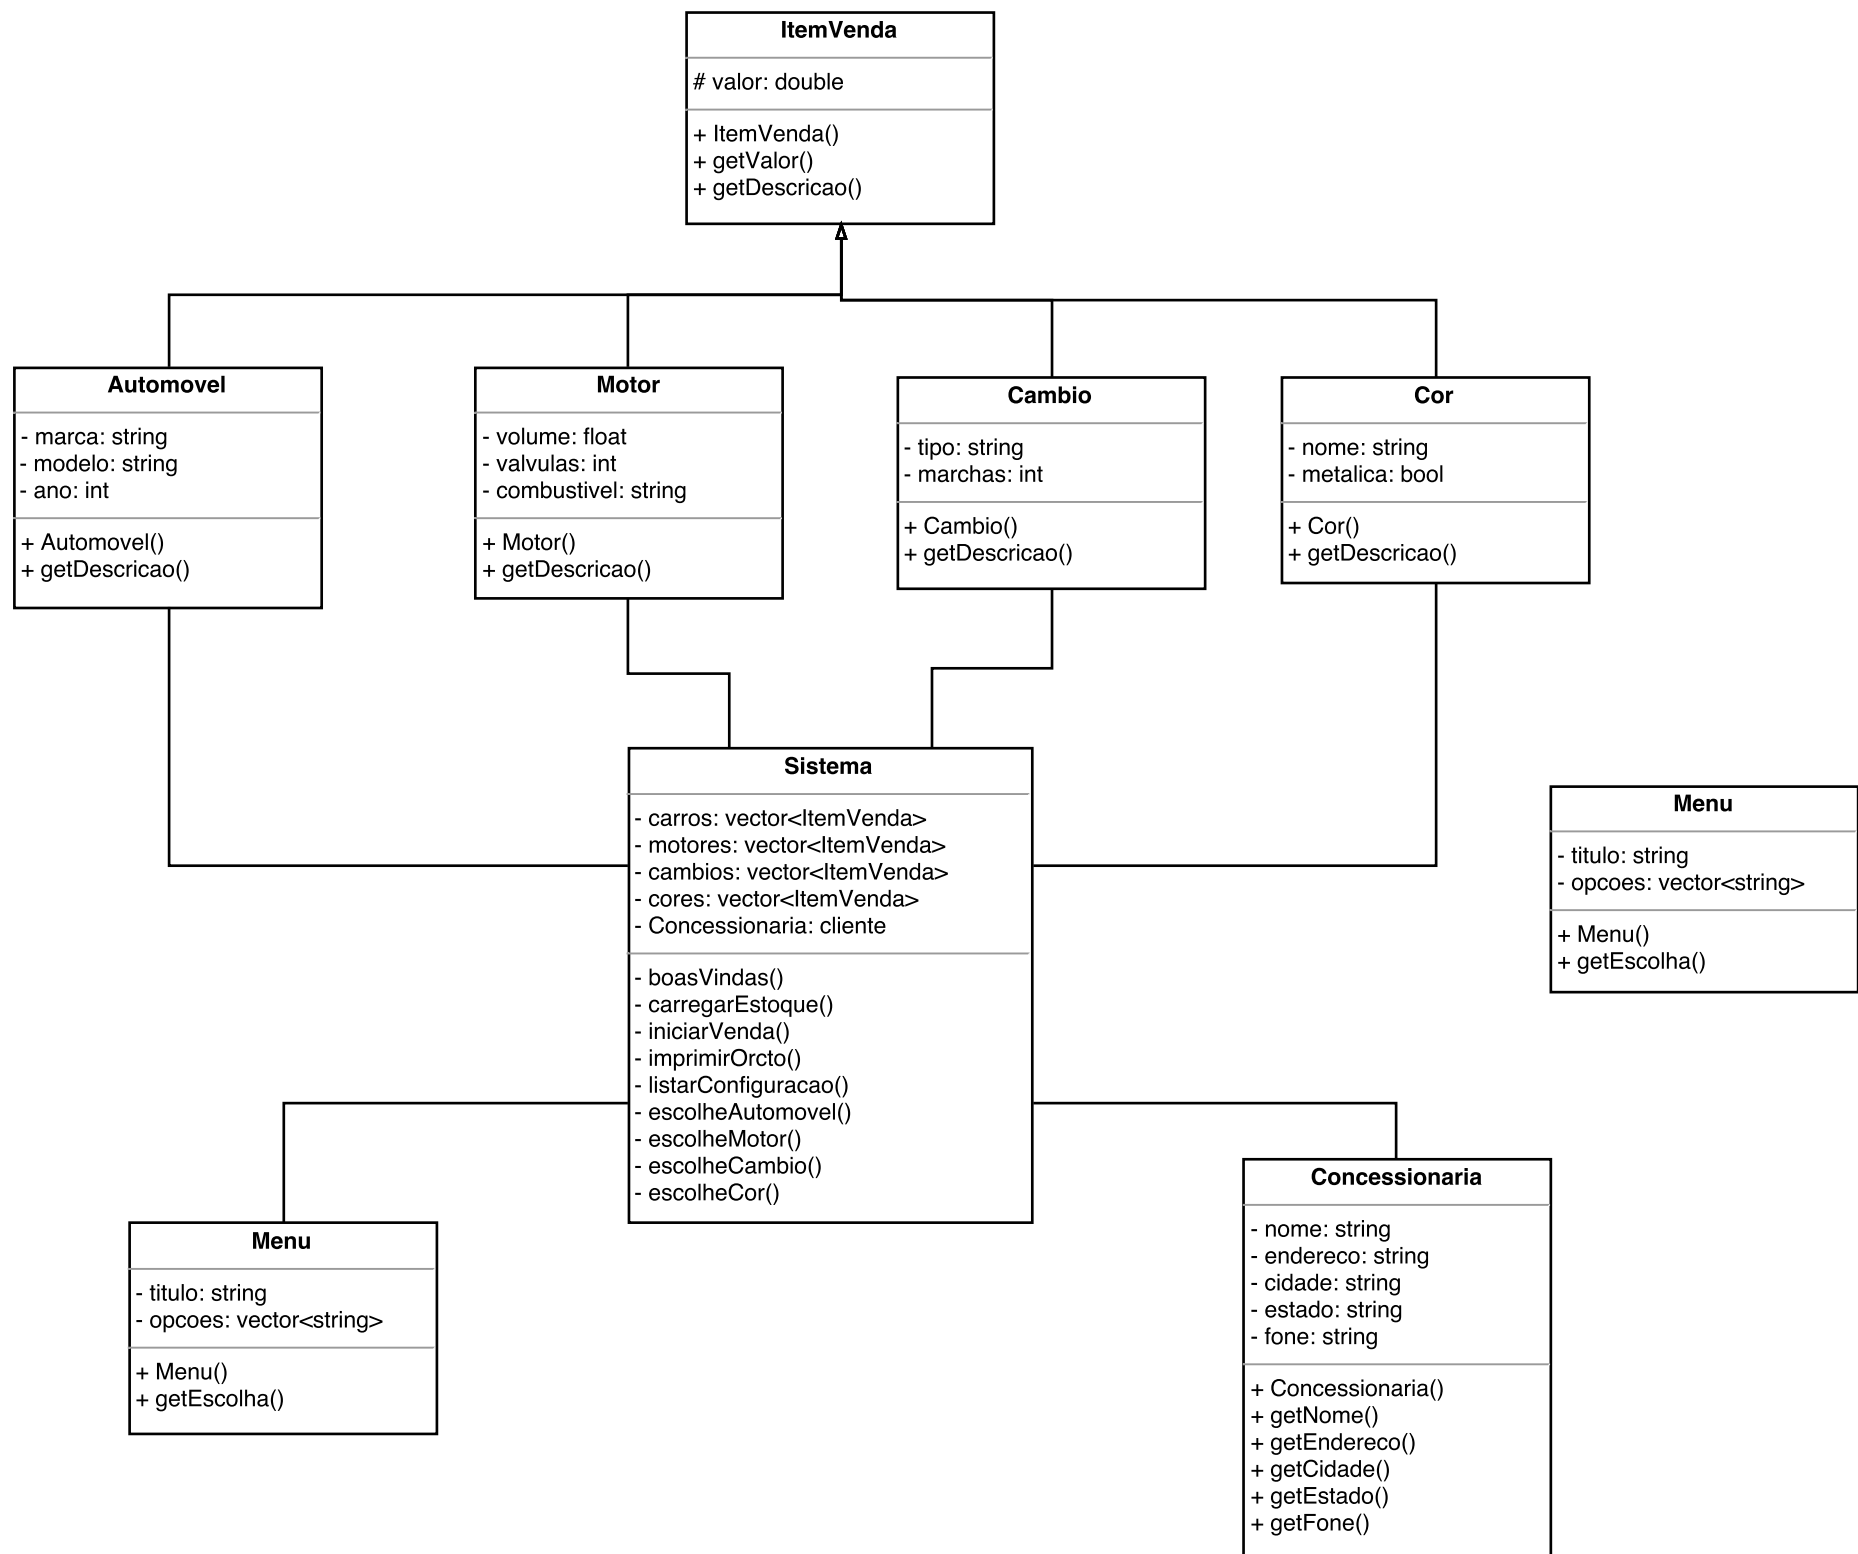 ItemVenda
# valor: double
+ ItemVenda()
+ getValor()
+ getDescricao()
Automovel
- marca: string
- modelo: string
- ano: int
+ Automovel()
+ getDescricao()
Motor
- volume: float
- valvulas: int
- combustivel: string
+ Motor()
+ getDescricao()
Cambio
- tipo: string
- marchas: int
+ Cambio()
+ getDescricao()
Cor
- nome: string
- metalica: bool
+ Cor()
+ getDescricao()
Sistema
- carros: vector<ItemVenda>
- motores: vector<ItemVenda>
- cambios: vector<ItemVenda>
- cores: vector<ItemVenda>
- Concessionaria: cliente
- boasVindas()
- carregarEstoque()
- iniciarVenda()
- imprimirOrcto()
- listarConfiguracao()
- escolheAutomovel()
- escolheMotor()
- escolheCambio()
- escolheCor()
Menu
- titulo: string
- opcoes: vector<string>
+ Menu()
+ getEscolha()
Menu
- titulo: string
- opcoes: vector<string>
+ Menu()
+ getEscolha()
Concessionaria
- nome: string
- endereco: string
- cidade: string
- estado: string
- fone: string
+ Concessionaria()
+ getNome()
+ getEndereco()
+ getCidade()
+ getEstado()
+ getFone()